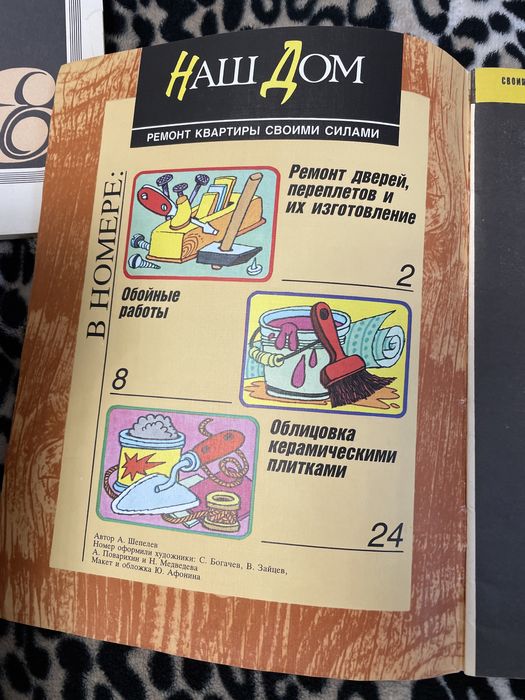 НАШ ДОМ
РЕМОНТ КВАРТИРЫ СВОИМИ СИЛАМИ
В НОМЕРЕ:
Ремонт дверей,
переплетов и
их изготовление
2
Обойные
работы
8
Облицовка
керамическими
плитками
24
Автор А. Шепелев
Номер оформили художники: С. Богачев, В. Зайцев,
А. Поварихин и Н. Медведева
Макет и обложка Ю. Афонина
СВОИМ